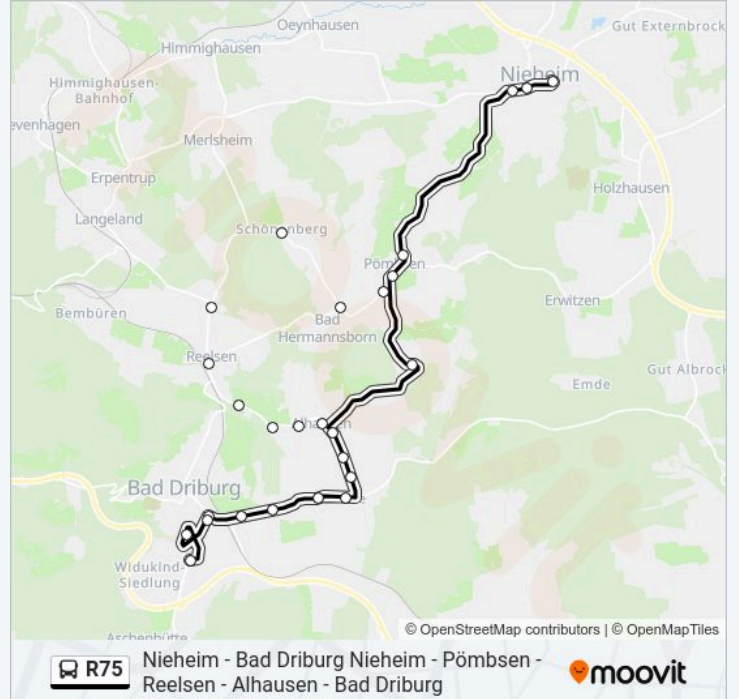 Oeynhausen
Gut Externbrock
Himmighausen
Nieheim
Himmighausen-
Bahnhof
evenhagen
Merlsheim
Erpentrup
Holzhausen
Langeland
Schönenberg
Pömbsen
Erwitzen
Bembüren
Bad
Hermannsborn
Reelsen
Gut Albrock
Emde
Alhausen
Bad Driburg
Widukind-
Siedlung
© OpenStreetMap contributors | © OpenMapTiles
Aschenhütte
R75
Nieheim - Bad Driburg Nieheim - Pömbsen -
Reelsen - Alhausen - Bad Driburg
moovit